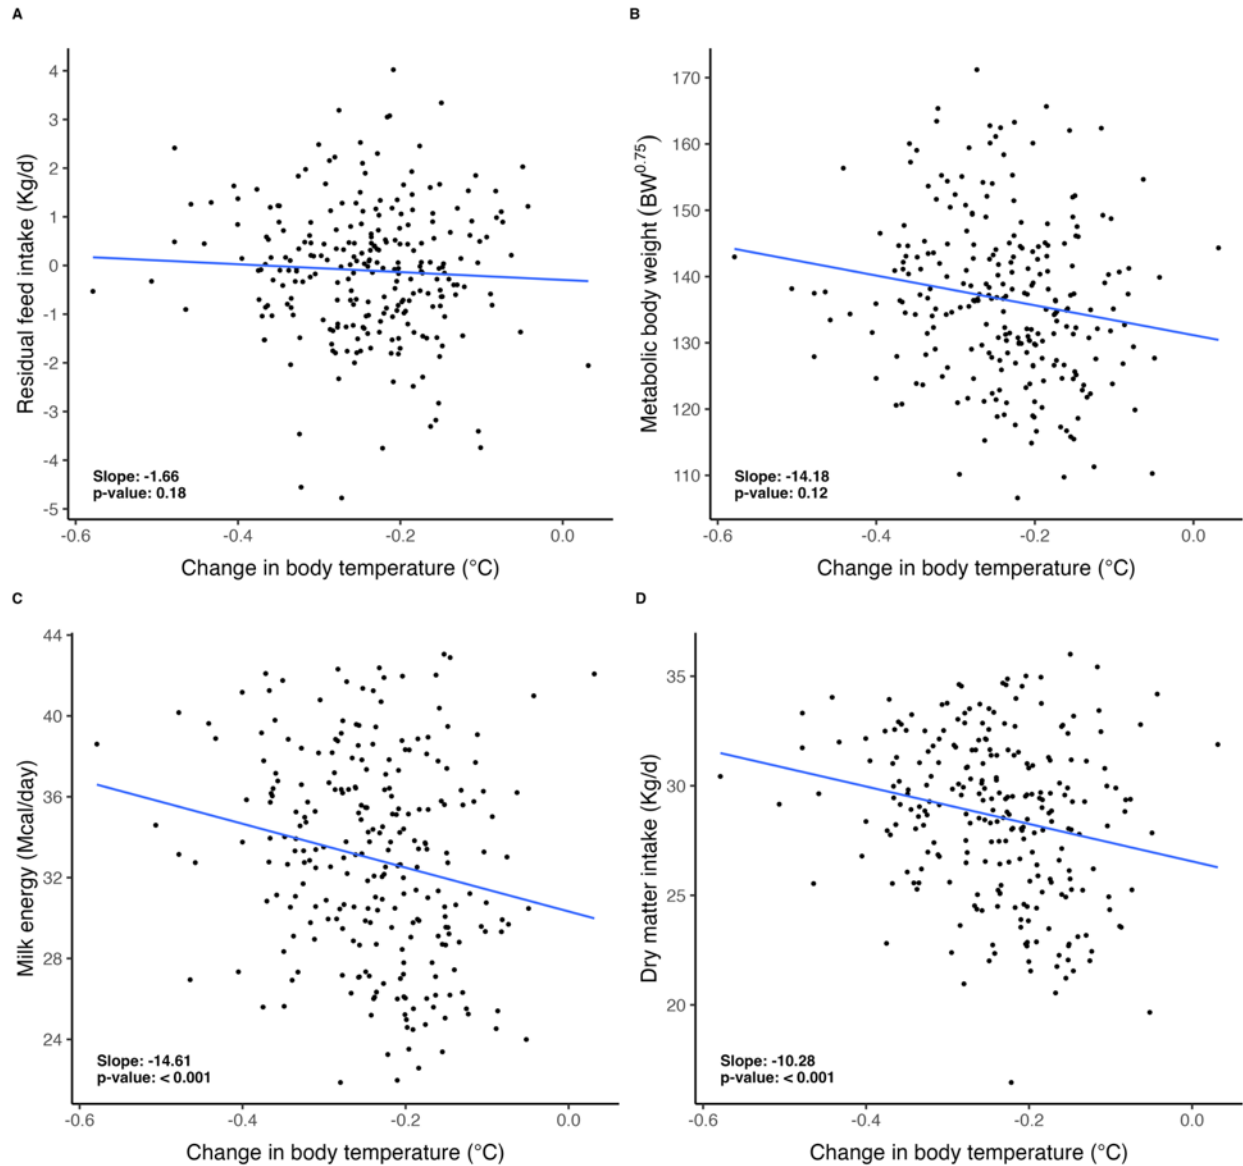 A
Residual feed intake (Kg/d)
4
3
2
1
0
-1
-2
-3
-4
-5
Slope: -1.66
p-value: 0.18
-0.6 -0.4 -0.2 0.0
Change in body temperature (°C)
B
Metabolic body weight (BW^0.75)
170
160
150
140
130
120
110
Slope: -14.18
p-value: 0.12
-0.6 -0.4 -0.2 0.0
Change in body temperature (°C)
C
Milk energy (Mcal/day)
44
40
36
32
28
24
Slope: -14.61
p-value: < 0.001
-0.6 -0.4 -0.2 0.0
Change in body temperature (°C)
D
Dry matter intake (Kg/d)
35
30
25
20
Slope: -10.28
p-value: < 0.001
-0.6 -0.4 -0.2 0.0
Change in body temperature (°C)